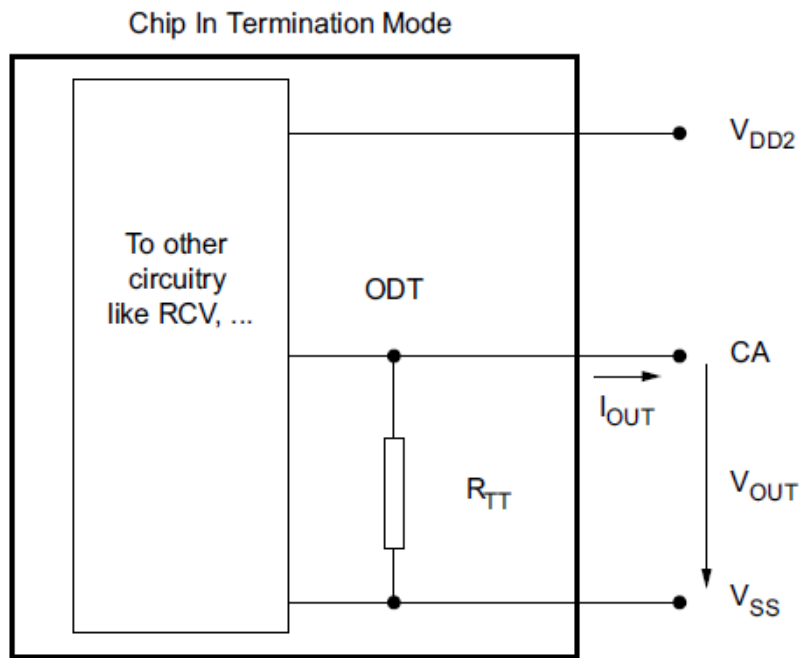 Chip In Termination Mode
V_DD2
To other
circuitry
like RCV, ...
ODT
CA
I_OUT
R_TT
V_OUT
V_SS